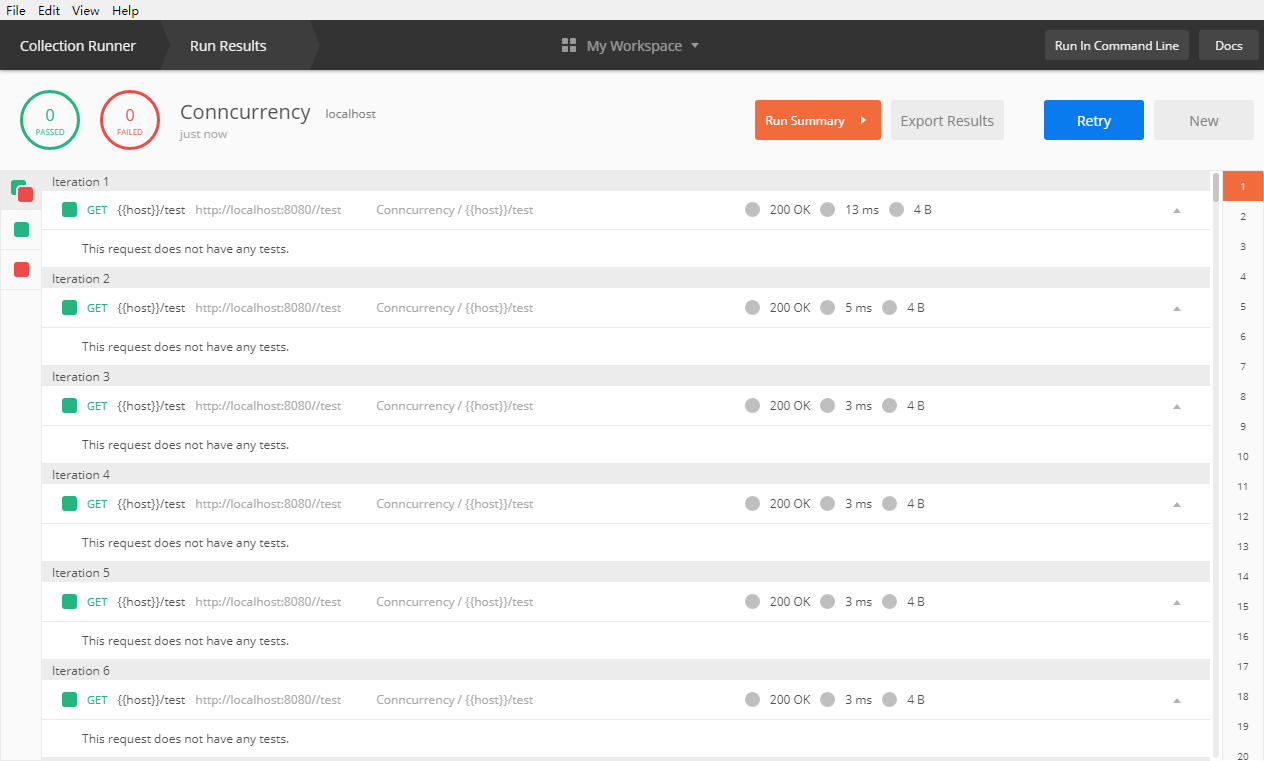 File Edit View Help
Collection Runner Run Results My Workspace Run In Command Line Docs
0 PASSED
0 FAILED
Conncurrency localhost
just now
Run Summary Export Results Retry New
Iteration 1
GET {{host}}/test http://localhost:8080//test Conncurrency / {{host}}/test 200 OK 13 ms 4 B
This request does not have any tests.
Iteration 2
GET {{host}}/test http://localhost:8080//test Conncurrency / {{host}}/test 200 OK 5 ms 4 B
This request does not have any tests.
Iteration 3
GET {{host}}/test http://localhost:8080//test Conncurrency / {{host}}/test 200 OK 3 ms 4 B
This request does not have any tests.
Iteration 4
GET {{host}}/test http://localhost:8080//test Conncurrency / {{host}}/test 200 OK 3 ms 4 B
This request does not have any tests.
Iteration 5
GET {{host}}/test http://localhost:8080//test Conncurrency / {{host}}/test 200 OK 3 ms 4 B
This request does not have any tests.
Iteration 6
GET {{host}}/test http://localhost:8080//test Conncurrency / {{host}}/test 200 OK 3 ms 4 B
This request does not have any tests.
1
2
3
4
5
6
7
8
9
10
11
12
13
14
15
16
17
18
19
20